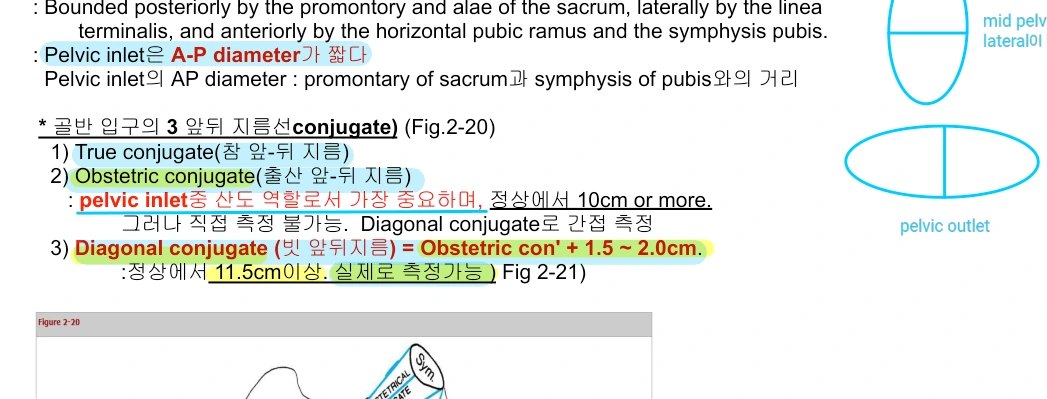 : Bounded posteriorly by the promontory and alae of the sacrum, laterally by the linea
terminalis, and anteriorly by the horizontal pubic ramus and the symphysis pubis.
: Pelvic inlet은 A-P diameter가 짧다
Pelvic inlet의 AP diameter : promontary of sacrum과 symphysis of pubis와의 거리
* 골반 입구의 3 앞뒤 지름선conjugate) (Fig.2-20)
1) True conjugate(참 앞-뒤 지름)
2) Obstetric conjugate(출산 앞-뒤 지름)
: pelvic inlet중 산도 역할로서 가장 중요하며, 정상에서 10cm or more.
그러나 직접 측정 불가능. Diagonal conjugate로 간접 측정
3) Diagonal conjugate (빗 앞뒤지름) = Obstetric con' + 1.5 ~ 2.0cm.
:정상에서 11.5cm이상. 실제로 측정가능 ) Fig 2-21)
mid pelv
lateral이
pelvic outlet
Figure 2-20
Sym.